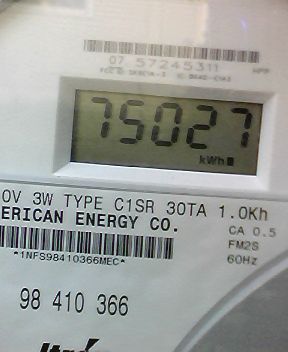 07 57245311
75027
kWh
0V 3W TYPE C1SR 30TA 1.0Kh
ERICAN ENERGY CO.
CA 0.5
FM2S
60Hz
*1NFS98410366MEC*
98 410 366